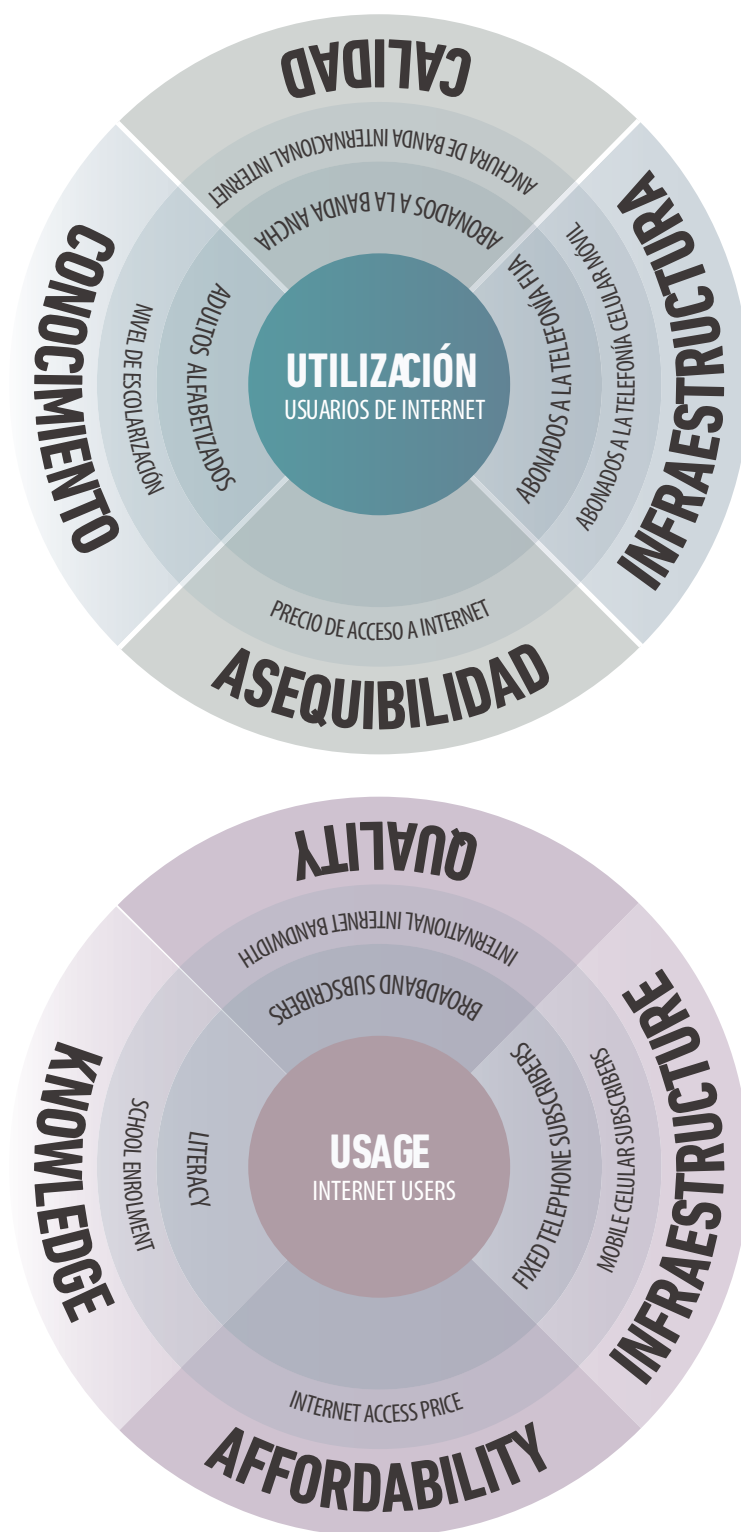 CALIDAD
ANCHURA DE BANDA INTERNACIONAL INTERNET
ABONADOS A LA BANDA ANCHA
CONOCIMIENTO
NIVEL DE ESCOLARIZACIÓN
ADULTOS ALFABETIZADOS
UTILIZACIÓN
USUARIOS DE INTERNET
ABONADOS A LA TELEFONÍA FIJA
ABONADOS A LA TELEFONÍA CELULAR MÓVIL
INFRAESTRUCTURA
PRECIO DE ACCESO A INTERNET
ASEQUIBILIDAD
QUALITY
INTERNATIONAL INTERNET BANDWIDTH
BROADBAND SUBSCRIBERS
KNOWLEDGE
SCHOOL ENROLMENT
LITERACY
USAGE
INTERNET USERS
FIXED TELEPHONE SUBSCRIBERS
MOBILE CELULAR SUBSCRIBERS
INFRAESTRUCTURE
INTERNET ACCESS PRICE
AFFORDABILITY